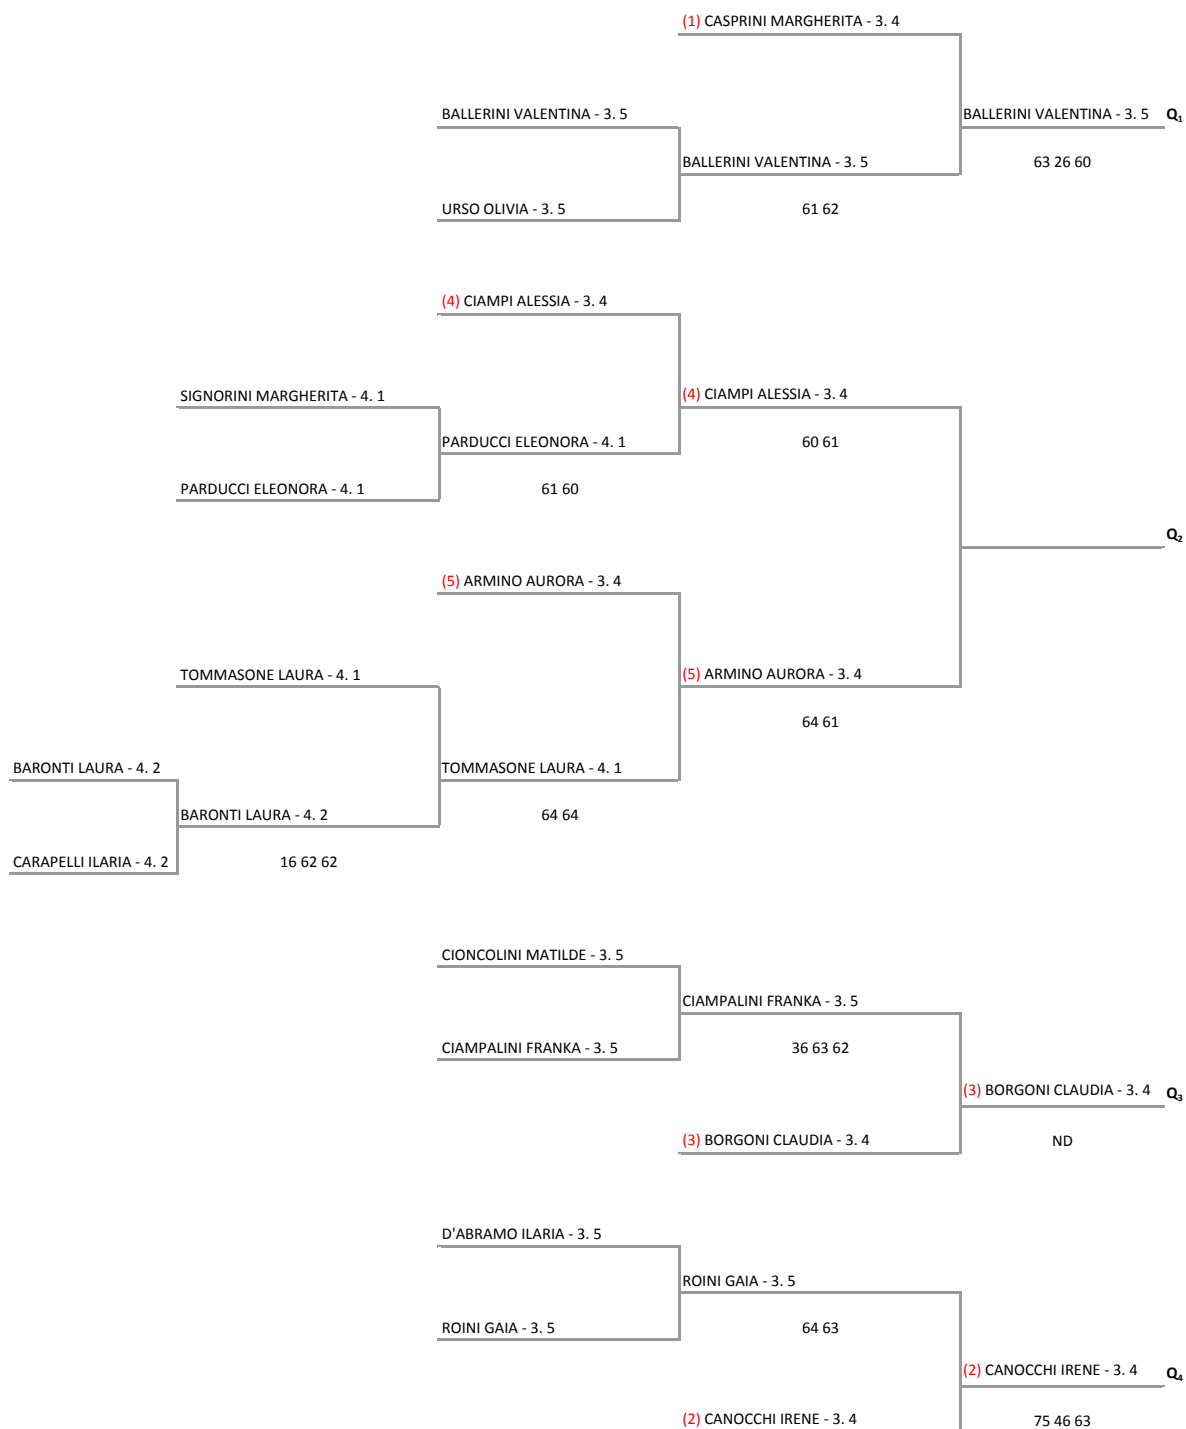 (1) CASPRINI MARGHERITA - 3. 4
BALLERINI VALENTINA - 3. 5
BALLERINI VALENTINA - 3. 5 Q1
BALLERINI VALENTINA - 3. 5
63 26 60
URSO OLIVIA - 3. 5
61 62
(4) CIAMPI ALESSIA - 3. 4
SIGNORINI MARGHERITA - 4. 1
(4) CIAMPI ALESSIA - 3. 4
PARDUCCI ELEONORA - 4. 1
60 61
PARDUCCI ELEONORA - 4. 1
61 60
Q2
(5) ARMINO AURORA - 3. 4
TOMMASONE LAURA - 4. 1
(5) ARMINO AURORA - 3. 4
64 61
BARONTI LAURA - 4. 2
TOMMASONE LAURA - 4. 1
BARONTI LAURA - 4. 2
64 64
CARAPELLI ILARIA - 4. 2
16 62 62
CIONCOLINI MATILDE - 3. 5
CIAMPALINI FRANKA - 3. 5
CIAMPALINI FRANKA - 3. 5
36 63 62
(3) BORGONI CLAUDIA - 3. 4 Q3
(3) BORGONI CLAUDIA - 3. 4
ND
D'ABRAMO ILARIA - 3. 5
ROINI GAIA - 3. 5
ROINI GAIA - 3. 5
64 63
(2) CANOCCHI IRENE - 3. 4 Q4
(2) CANOCCHI IRENE - 3. 4
75 46 63